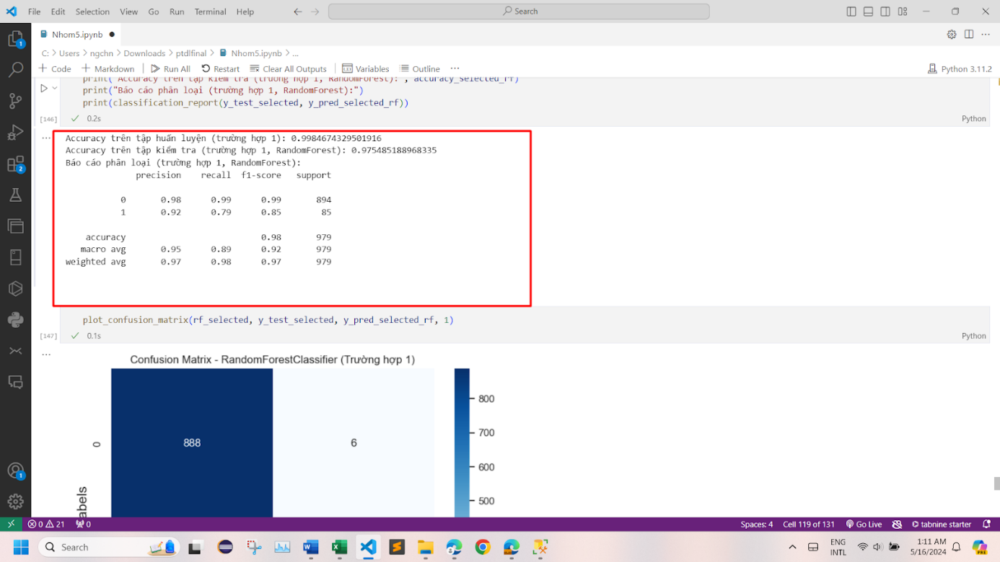 File Edit Selection View Go Run Terminal Help
Search
Nhom5.ipynb
C: > Users > ngchn > Downloads > ptdlfinal > Nhom5.ipynb > ...
+ Code + Markdown | Run All Restart Clear All Outputs | Variables Outline ...
Python 3.11.2
print("Accuracy trên tập kiểm tra (trường hợp 1, RandomForest): ", accuracy_selected_rf)
print("Báo cáo phân loại (trường hợp 1, RandomForest):")
print(classification_report(y_test_selected, y_pred_selected_rf))
[146] 0.2s Python
Accuracy trên tập huấn luyện (trường hợp 1): 0.9984674329501916
Accuracy trên tập kiểm tra (trường hợp 1, RandomForest): 0.975485188968335
Báo cáo phân loại (trường hợp 1, RandomForest):
precision recall f1-score support
0 0.98 0.99 0.99 894
1 0.92 0.79 0.85 85
accuracy 0.98 979
macro avg 0.95 0.89 0.92 979
weighted avg 0.97 0.98 0.97 979
plot_confusion_matrix(rf_selected, y_test_selected, y_pred_selected_rf, 1)
[147] 0.1s Python
Confusion Matrix - RandomForestClassifier (Trường hợp 1)
800
888 6
0
700
600
500
abels
0 21 0
Spaces: 4 Cell 119 of 131 Go Live tabnine starter
Search
ENG
INTL
1:11 AM
5/16/2024
PRE